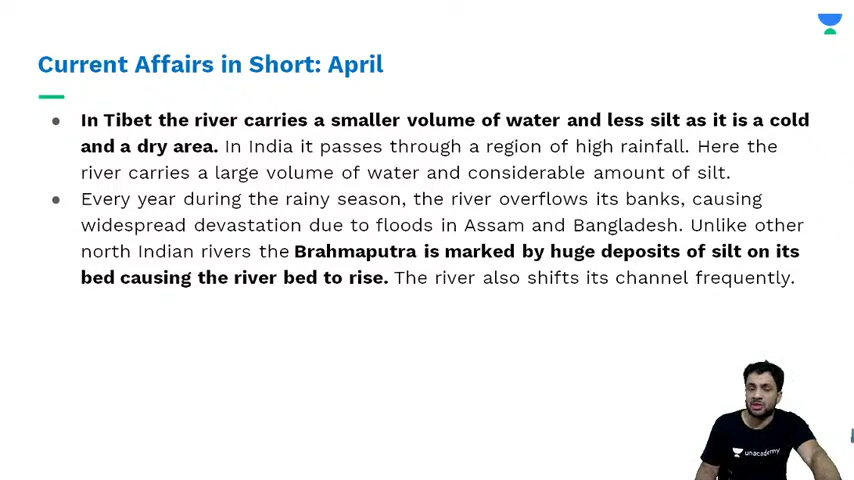 Current Affairs in Short: April
● In Tibet the river carries a smaller volume of water and less silt as it is a cold
and a dry area. In India it passes through a region of high rainfall. Here the
river carries a large volume of water and considerable amount of silt.
● Every year during the rainy season, the river overflows its banks, causing
widespread devastation due to floods in Assam and Bangladesh. Unlike other
north Indian rivers the Brahmaputra is marked by huge deposits of silt on its
bed causing the river bed to rise. The river also shifts its channel frequently.
unacademy